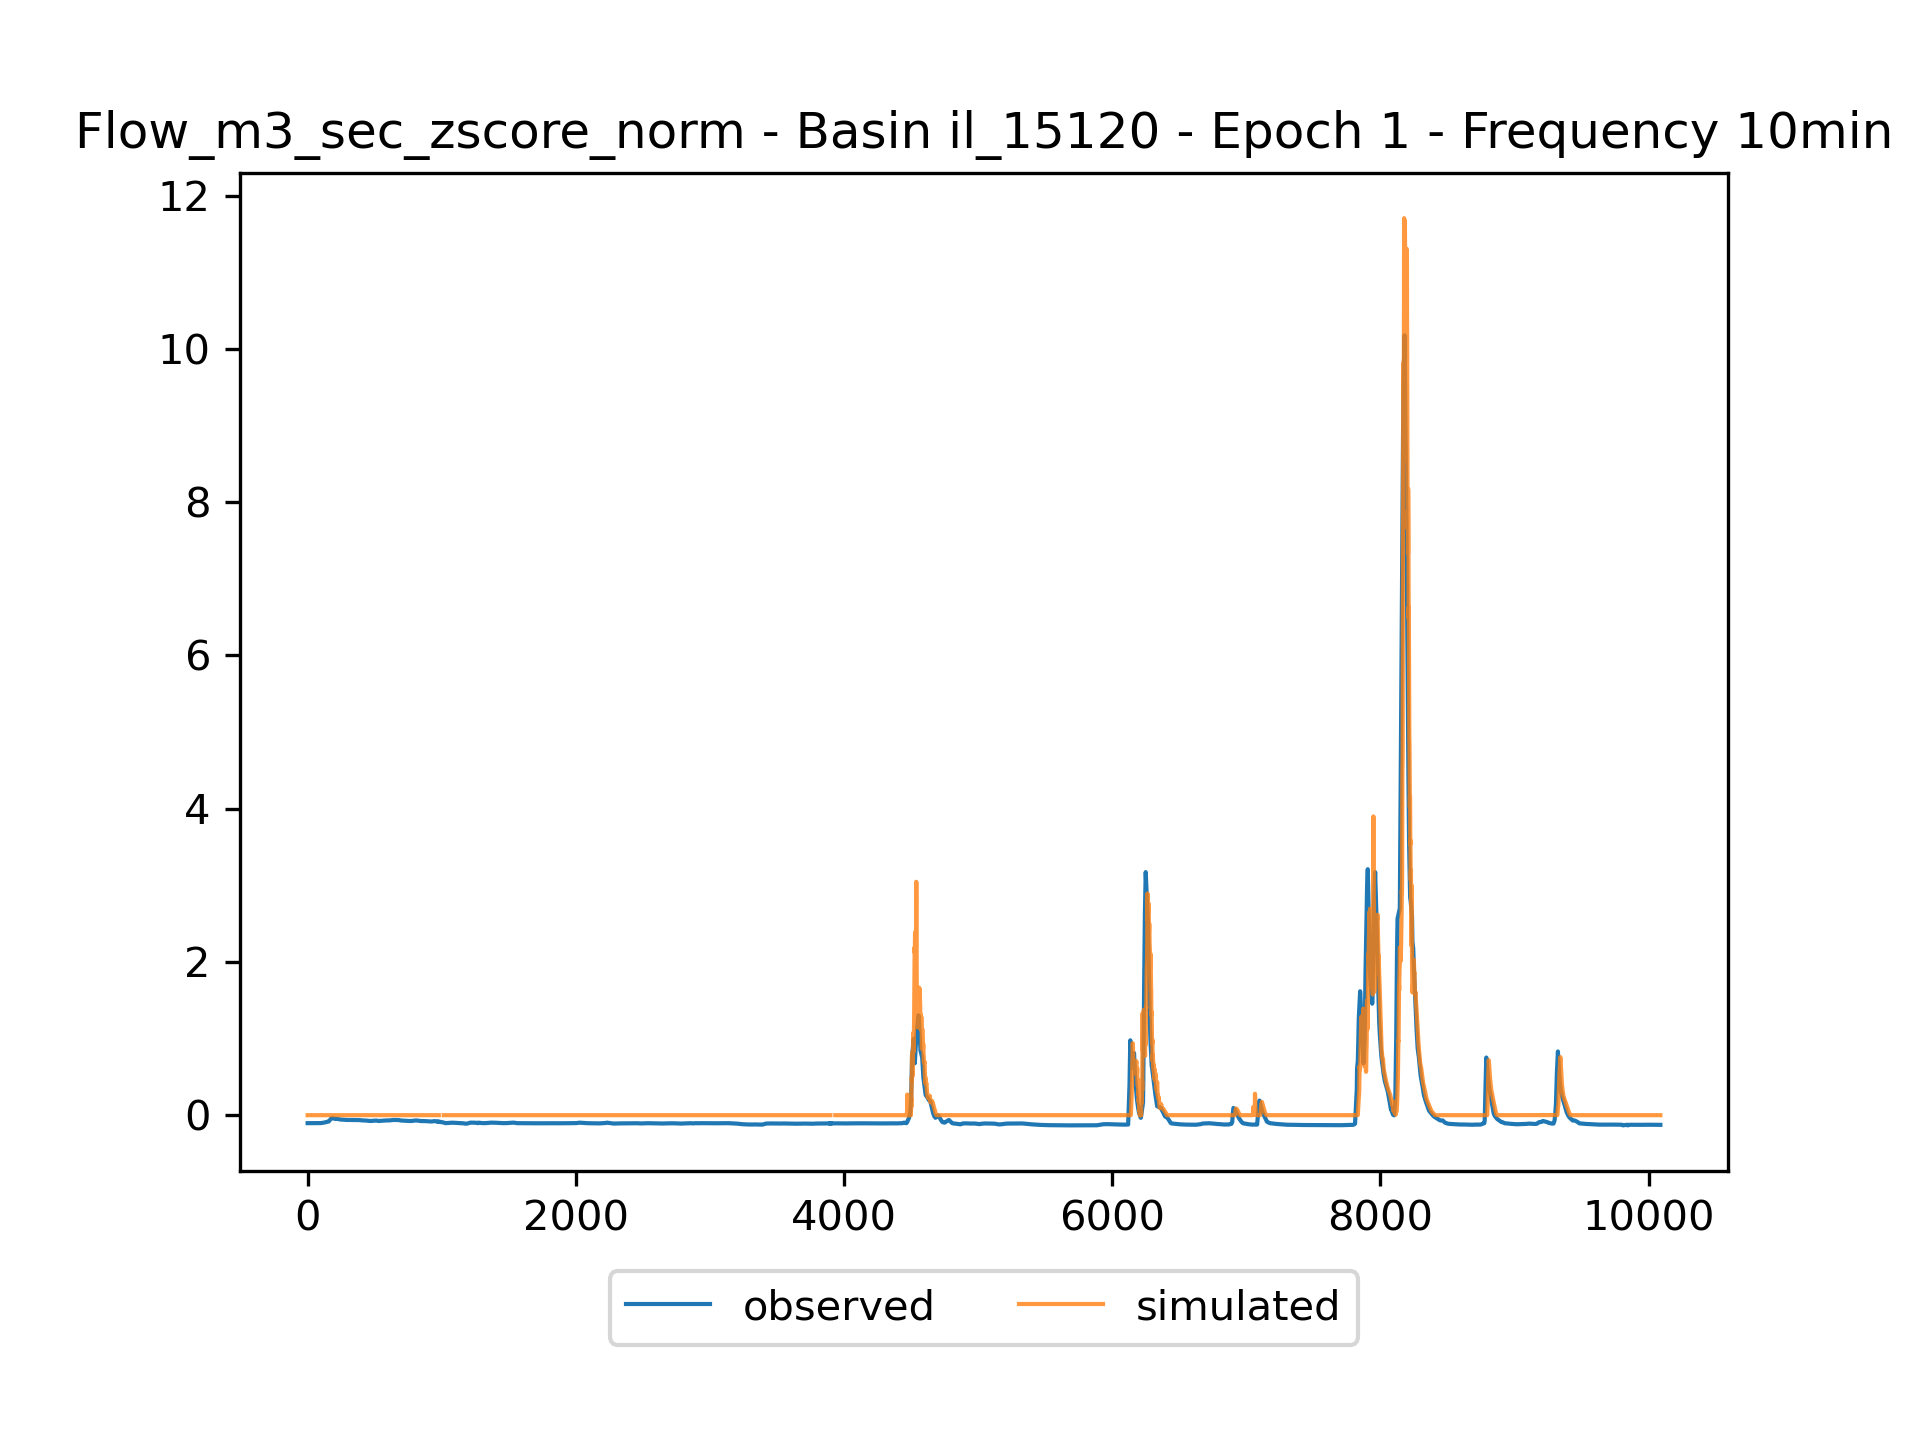 Flow_m3_sec_zscore_norm - Basin il_15120 - Epoch 1 - Frequency 10min
12
10
8
6
4
2
0
0 2000 4000 6000 8000 10000
observed simulated